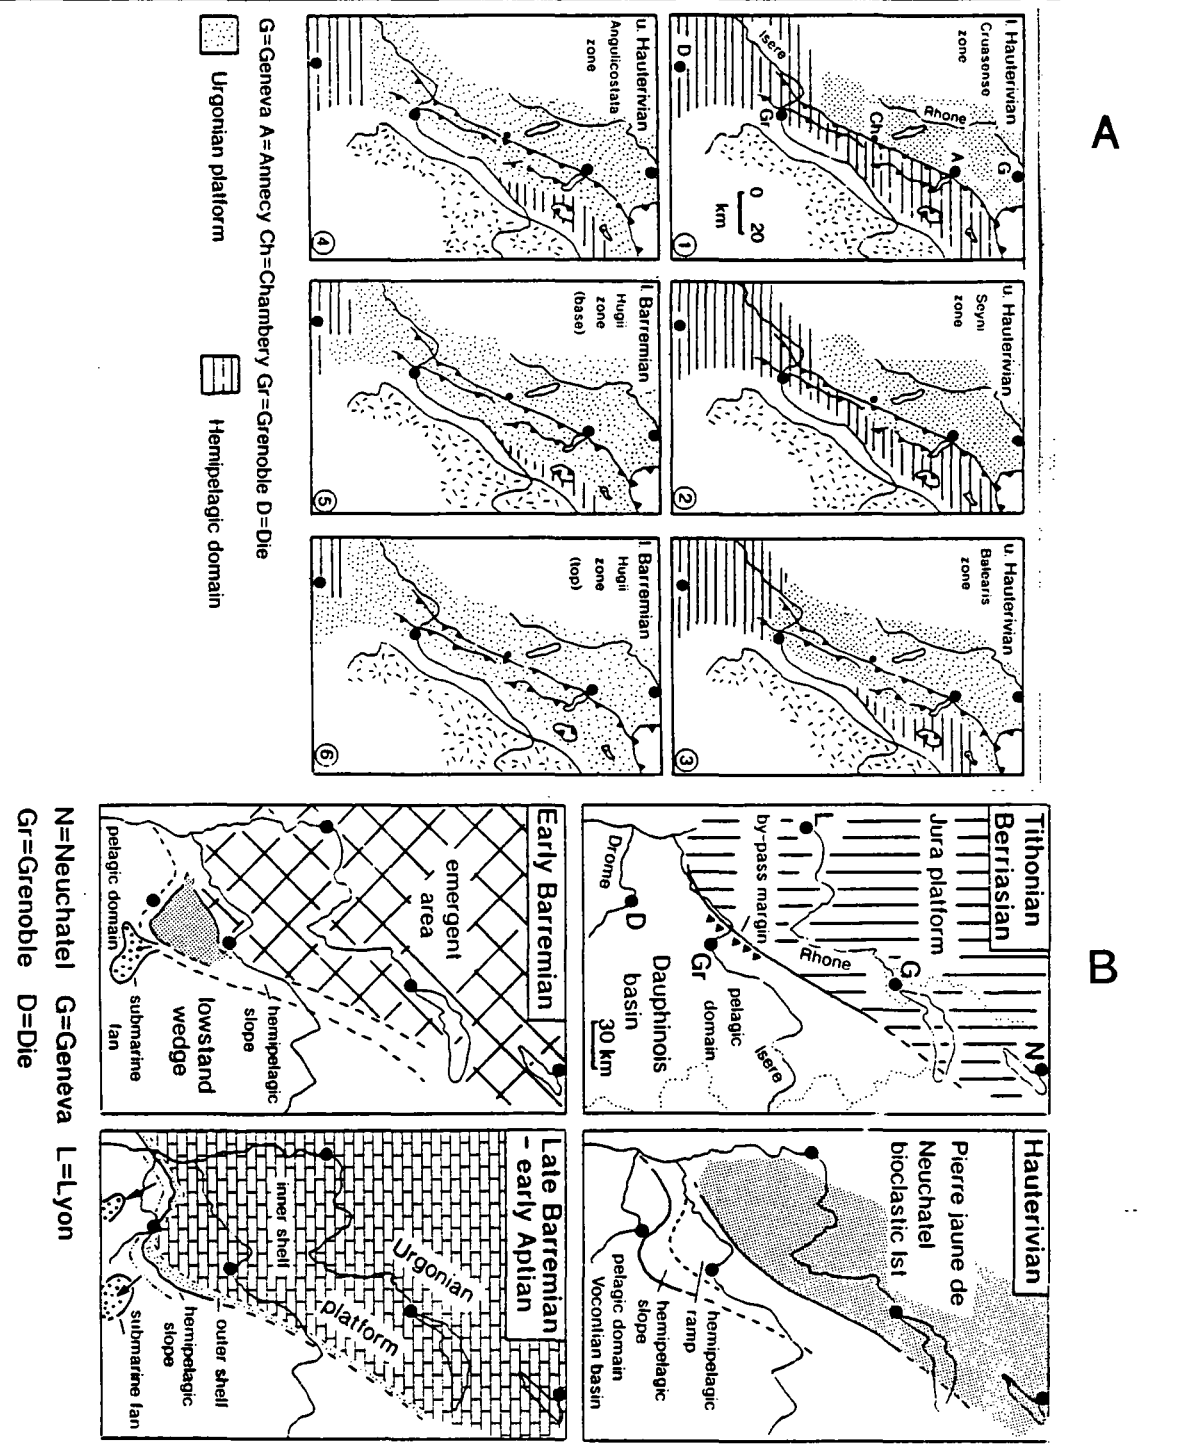 A
l Hauterivian
Cruasense
zone
Isere
Rhone
D
Gr
Ch
A
G
0 20
km
1
u. Hauterivian
Seyni
zone
2
u. Hauterivian
Balearis
zone
3
u. Hauterivian
Angulicostata
zone
4
l. Barremian
Hugii
zone
(base)
5
l. Barremian
Hugii
zone
(top)
6
G=Geneva A=Annecy Ch=Chambery Gr=Grenoble D=Die
Urgonian platform
Hemipelagic domain
B
Tithonian
Berriasian
Jura platform
L
by-pass margin
N
G
Rhone
Drome
D
Gr
pelagic
domain
Isere
Dauphinois
basin
30 km
Hauterivian
Pierre jaune de
Neuchatel
bioclastic lst
hemipelagic
ramp
hemipelagic
slope
pelagic domain
Voconlian basin
Early Barremian
emergent
area
hemipelagic
slope
lowstand
wedge
pelagic domain
submarine
fan
Late Barremian
- early Aptian
Urgonian
platform
inner shelf
outer shelf
hemipelagic
slope
submarine fan
N=Neuchatel G=Geneva L=Lyon
Gr=Grenoble D=Die